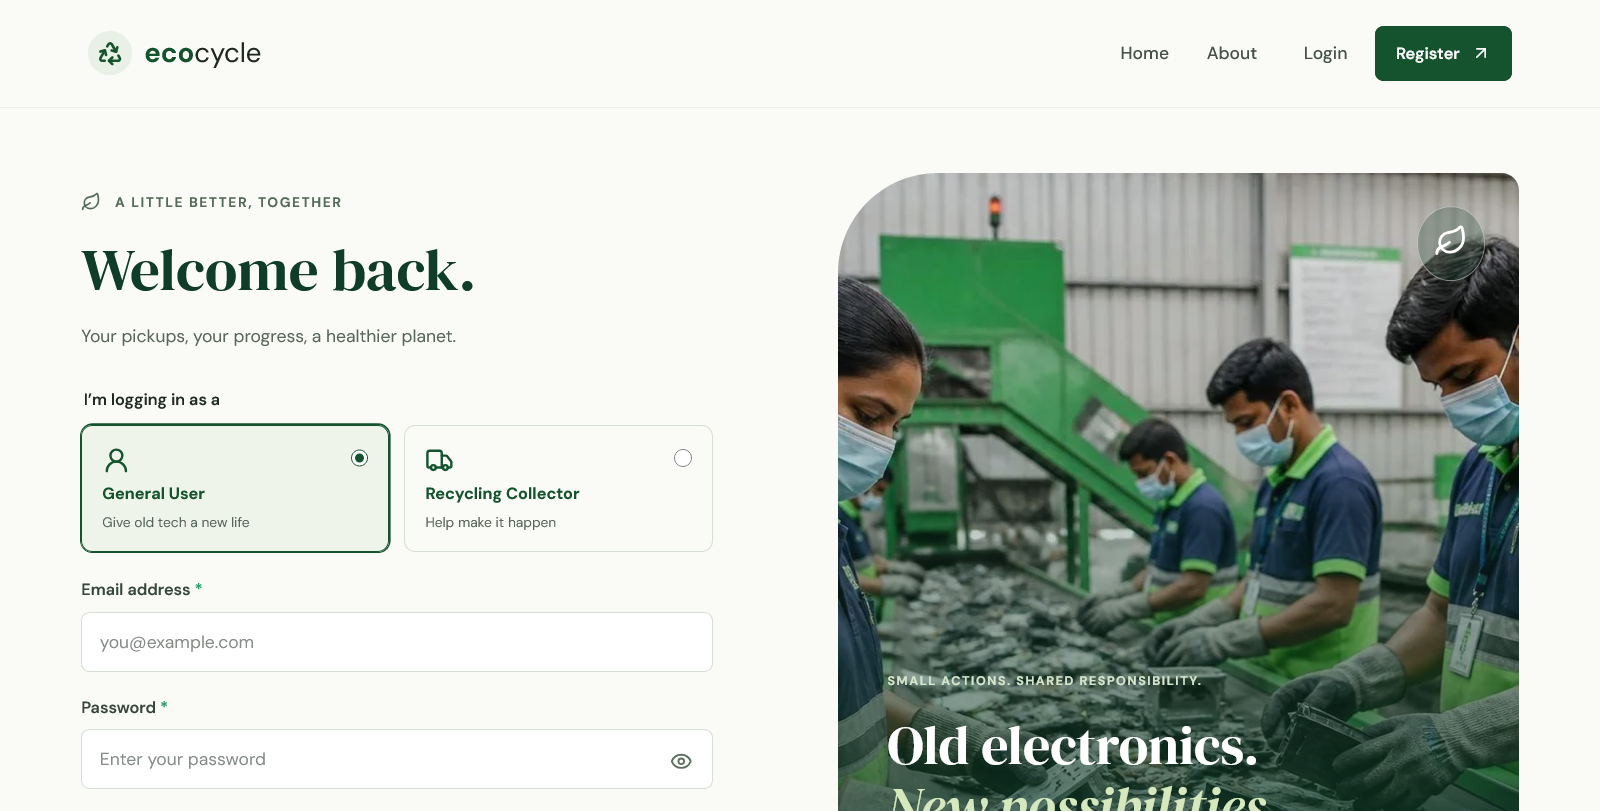 ecocycle
Home
About
Login
Register
A LITTLE BETTER, TOGETHER
Welcome back.
Your pickups, your progress, a healthier planet.
I'm logging in as a
General User
Give old tech a new life
Recycling Collector
Help make it happen
Email address *
you@example.com
Password *
Enter your password
SMALL ACTIONS. SHARED RESPONSIBILITY.
Old electronics.
New possibilities